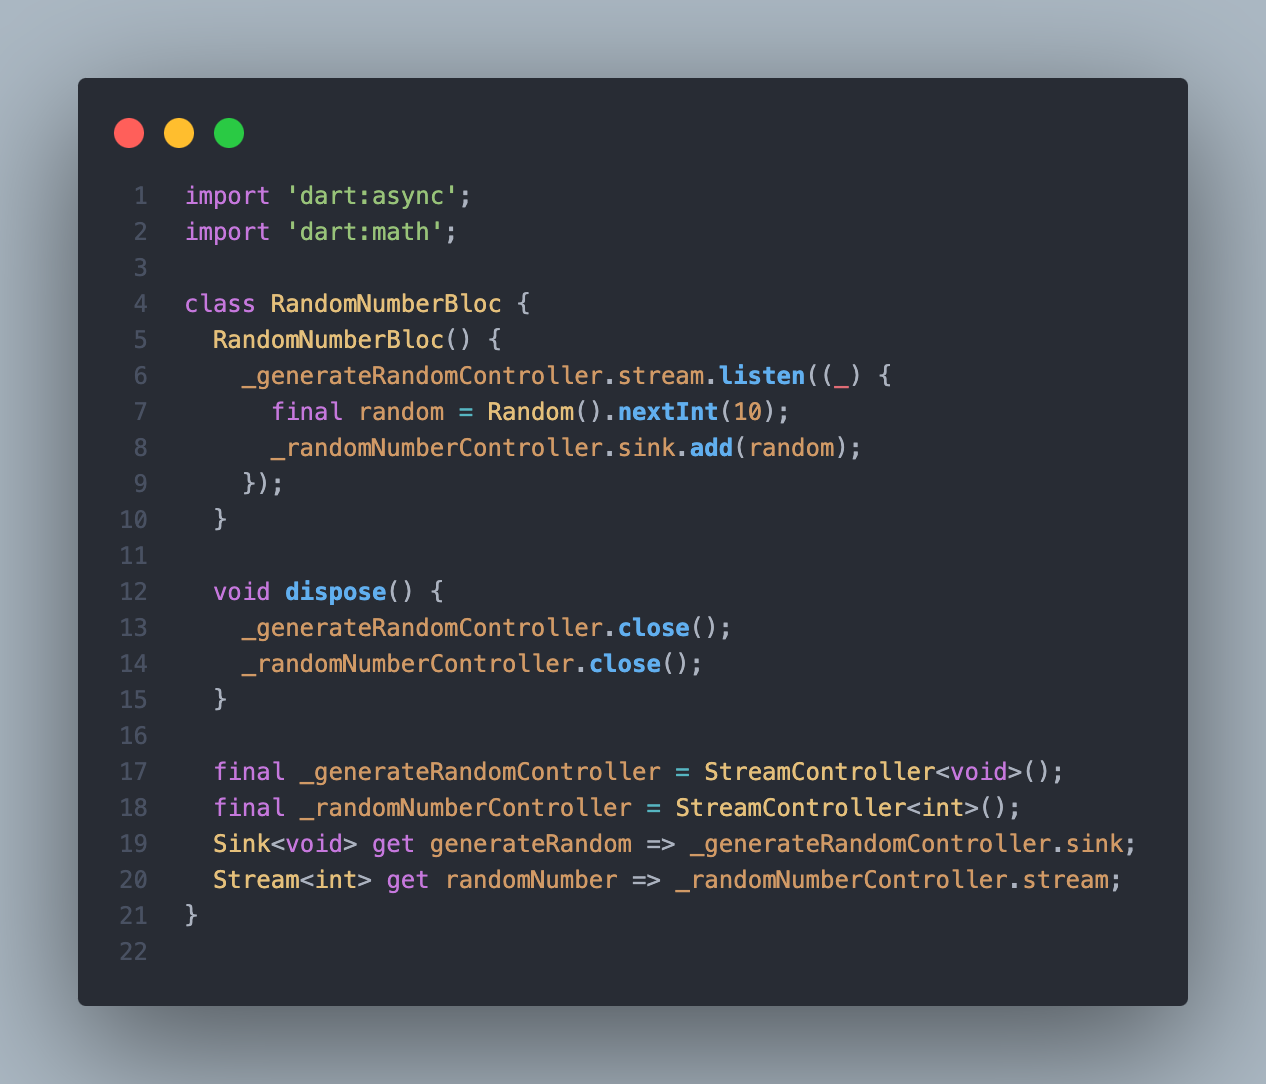 1 import 'dart:async';
2 import 'dart:math';
3
4 class RandomNumberBloc {
5   RandomNumberBloc() {
6     _generateRandomController.stream.listen((_) {
7       final random = Random().nextInt(10);
8       _randomNumberController.sink.add(random);
9     });
10   }
11
12   void dispose() {
13     _generateRandomController.close();
14     _randomNumberController.close();
15   }
16
17   final _generateRandomController = StreamController<void>();
18   final _randomNumberController = StreamController<int>();
19   Sink<void> get generateRandom => _generateRandomController.sink;
20   Stream<int> get randomNumber => _randomNumberController.stream;
21 }
22